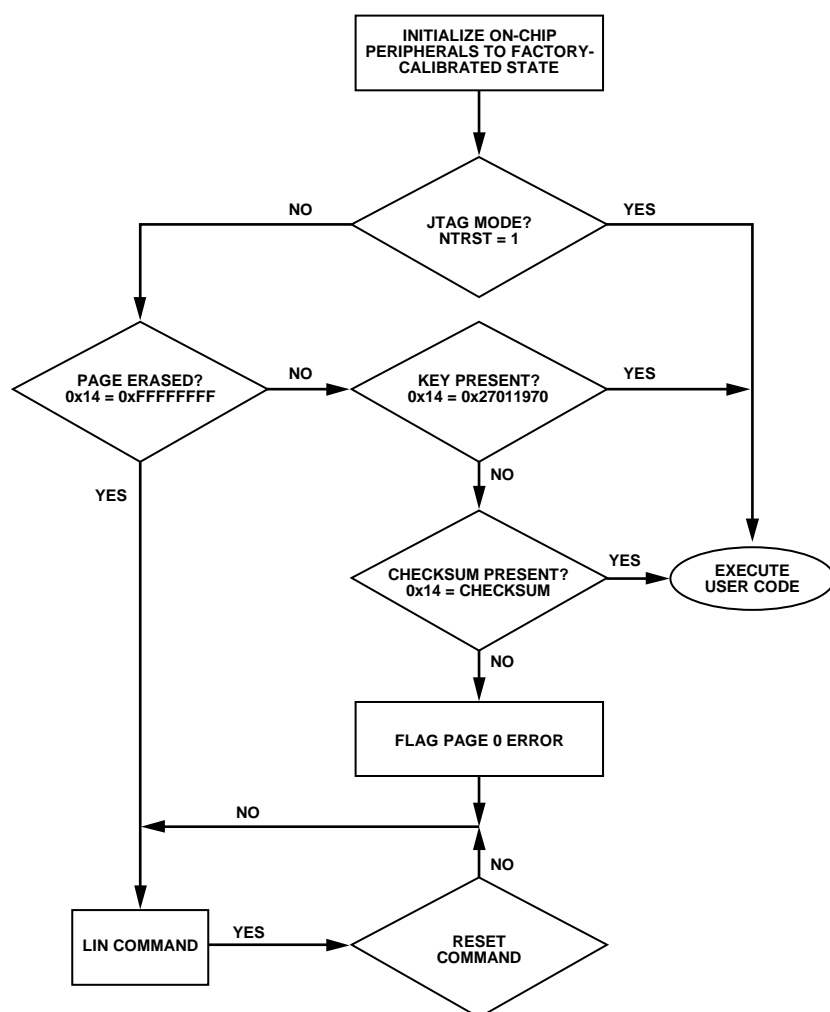 INITIALIZE ON-CHIP
PERIPHERALS TO FACTORY-
CALIBRATED STATE
NO
JTAG MODE?
NTRST = 1
YES
PAGE ERASED?
0x14 = 0xFFFFFFFF
NO
KEY PRESENT?
0x14 = 0x27011970
YES
YES
NO
CHECKSUM PRESENT?
0x14 = CHECKSUM
YES
EXECUTE
USER CODE
NO
FLAG PAGE 0 ERROR
NO
NO
LIN COMMAND
YES
RESET
COMMAND